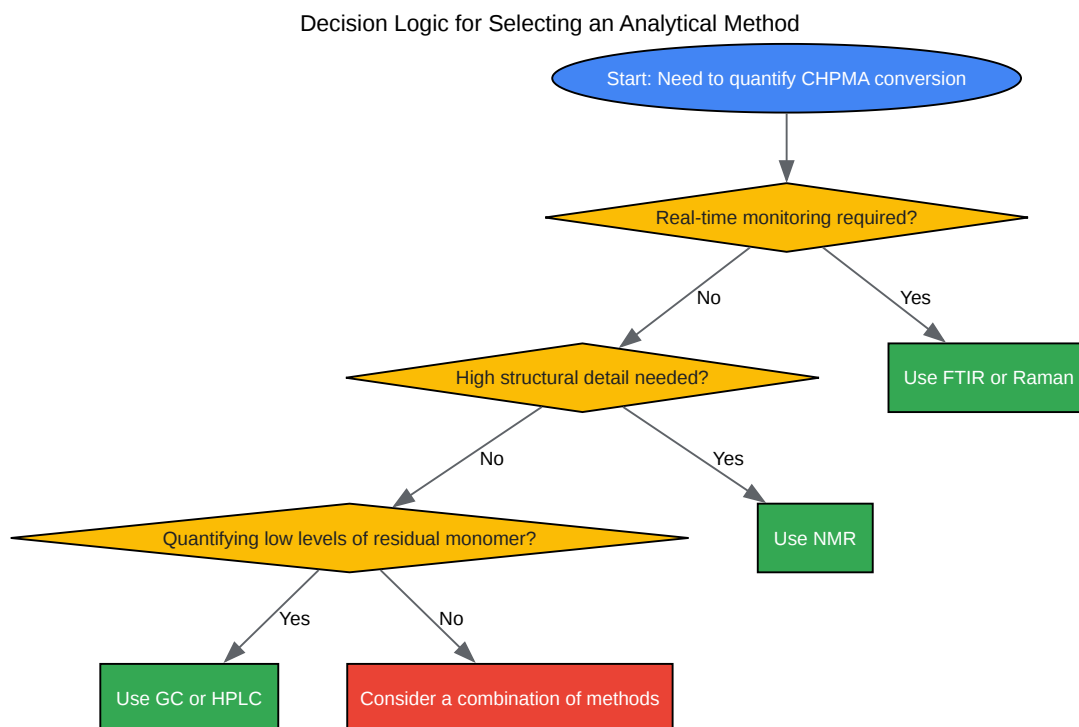 Decision Logic for Selecting an Analytical Method
Start: Need to quantify CHPMA conversion
Real-time monitoring required?
No
Yes
High structural detail needed?
Use FTIR or Raman
No
Yes
Quantifying low levels of residual monomer?
Use NMR
Yes
No
Use GC or HPLC
Consider a combination of methods